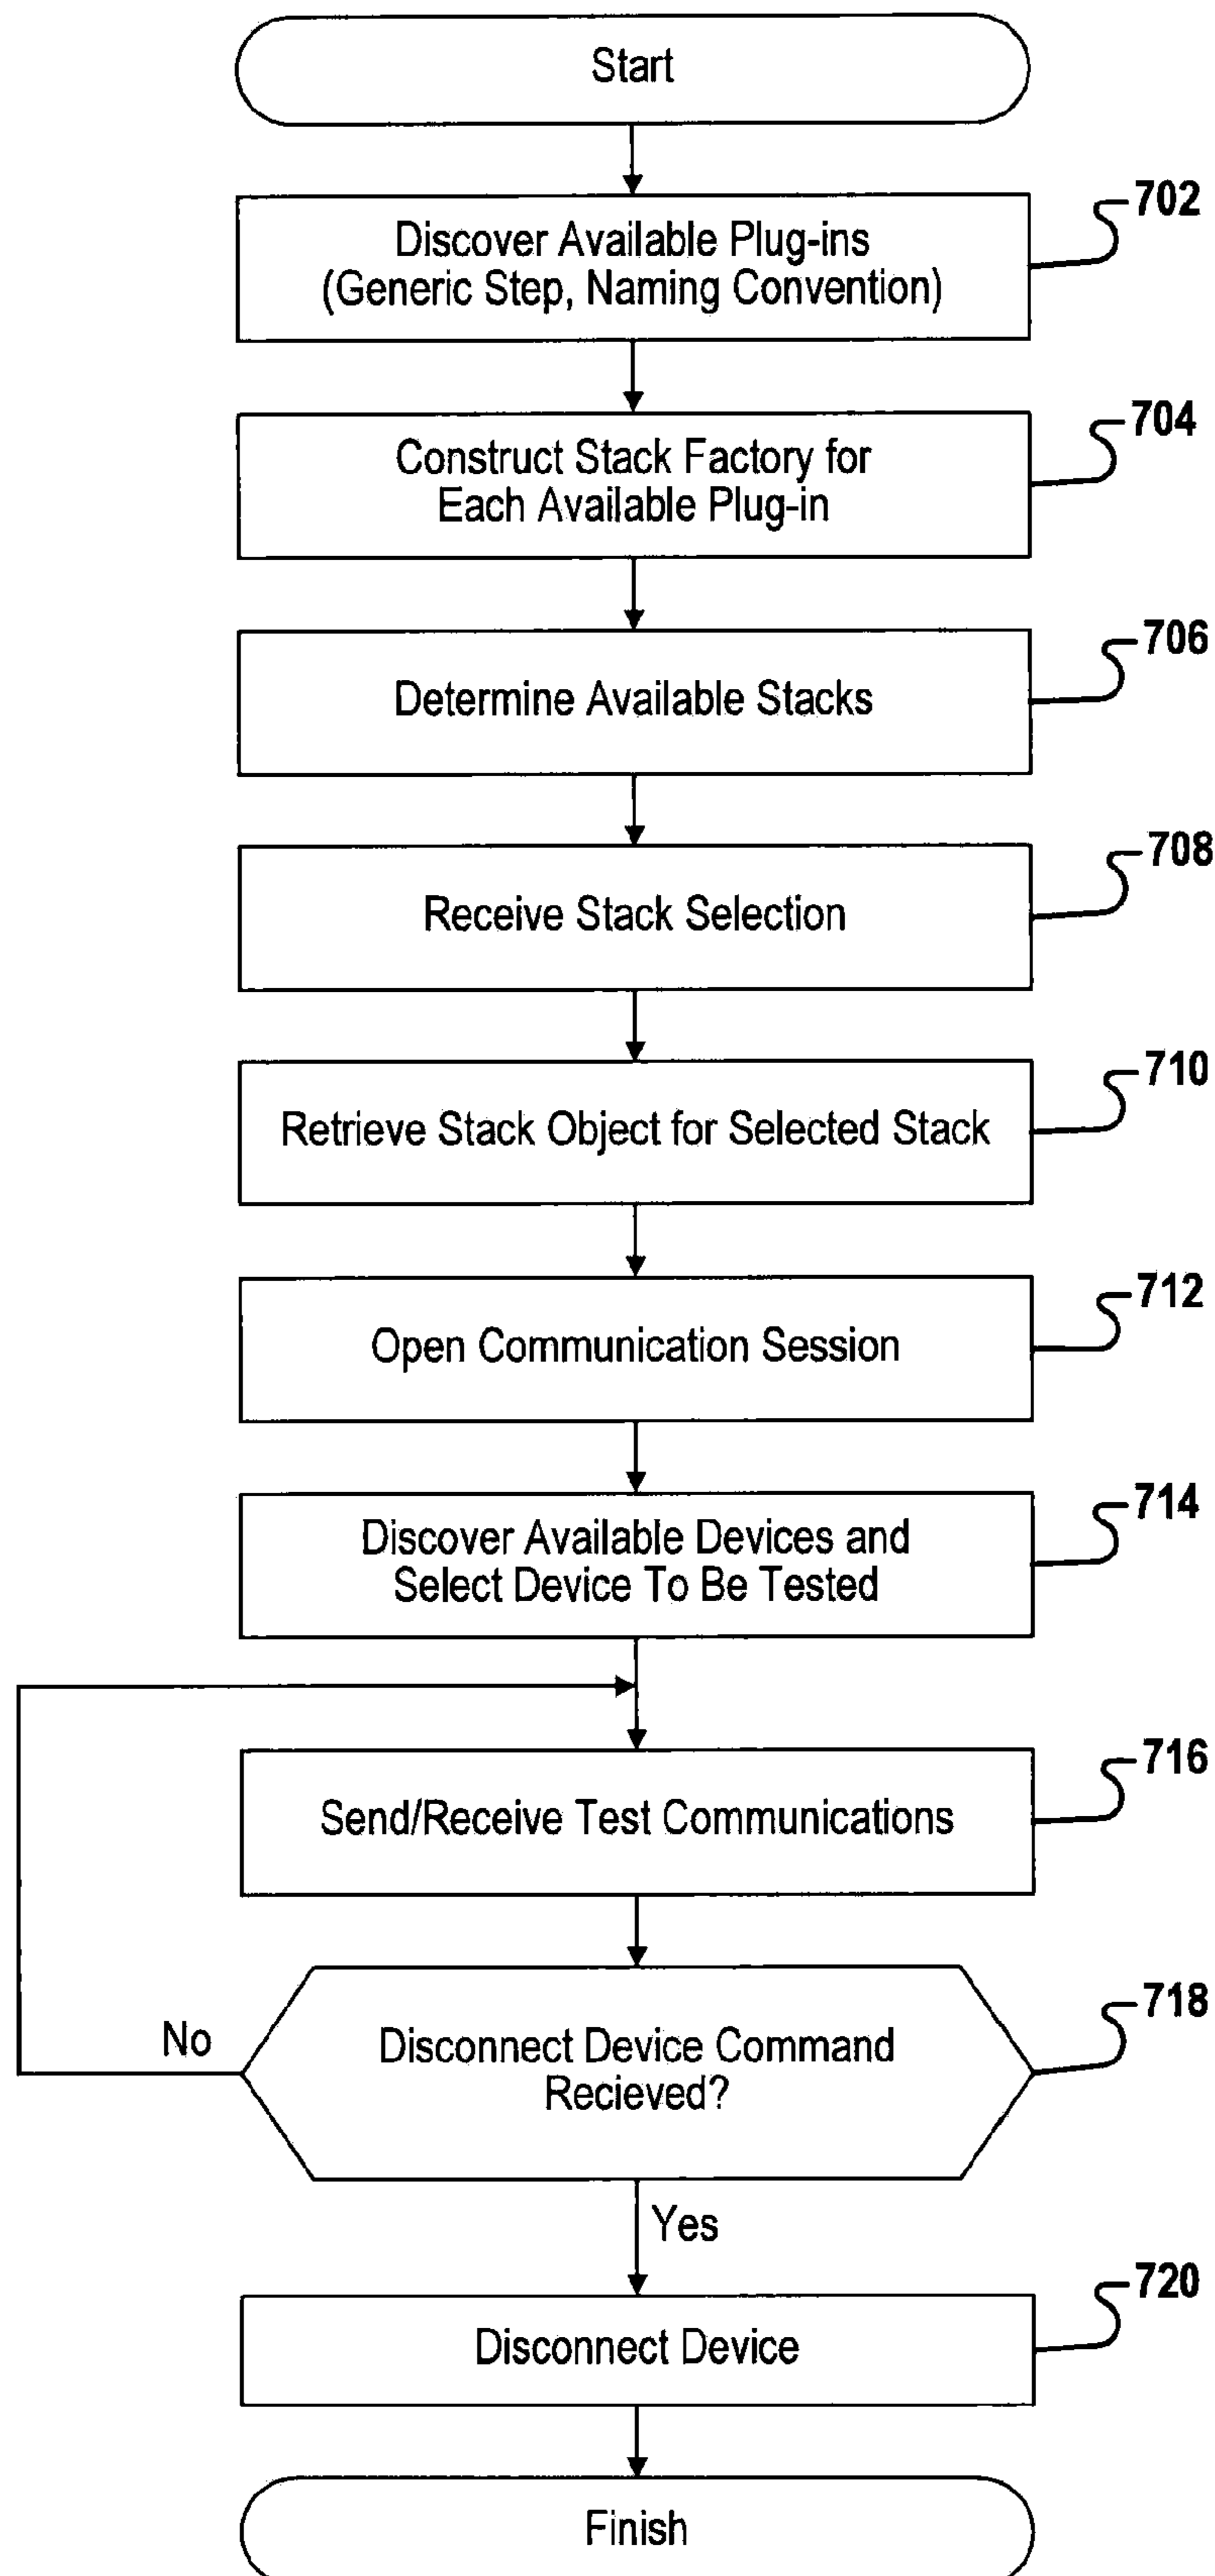 Start
702
Discover Available Plug-ins
(Generic Step, Naming Convention)
704
Construct Stack Factory for
Each Available Plug-in
706
Determine Available Stacks
708
Receive Stack Selection
710
Retrieve Stack Object for Selected Stack
712
Open Communication Session
714
Discover Available Devices and
Select Device To Be Tested
716
Send/Receive Test Communications
718
No
Disconnect Device Command
Recieved?
Yes
720
Disconnect Device
Finish